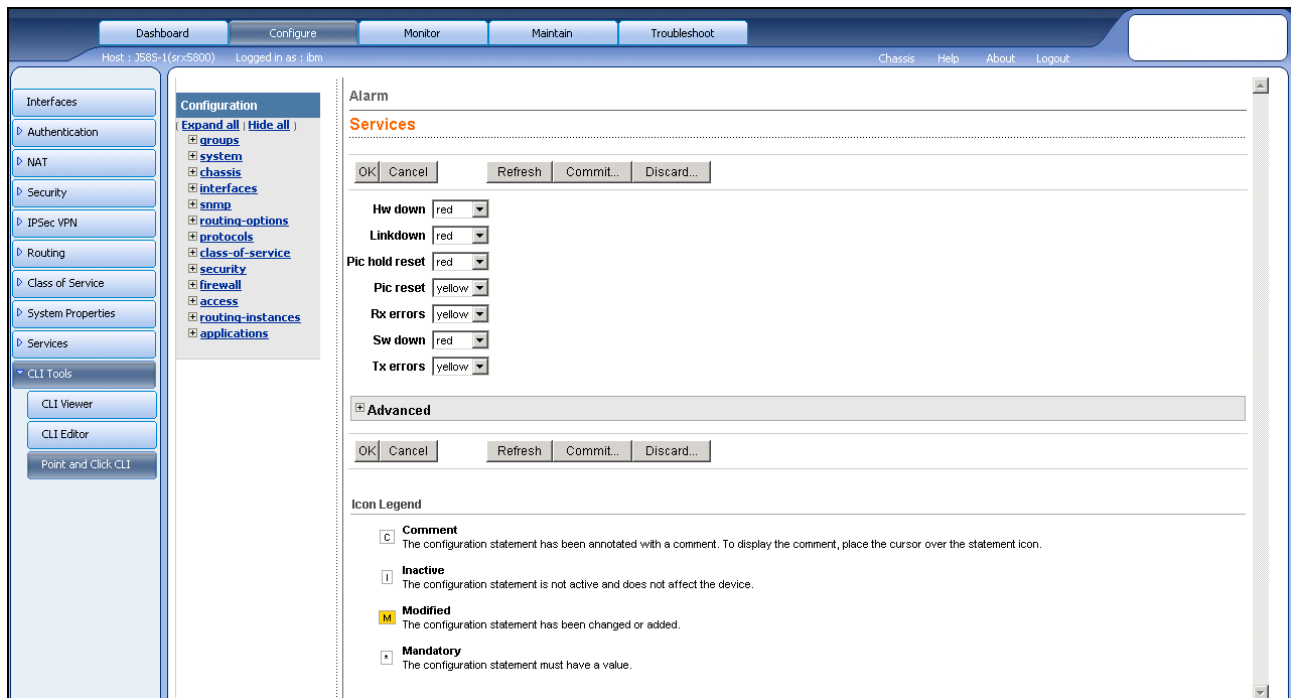 Dashboard
Configure
Monitor
Maintain
Troubleshoot
Host : J58S-1(srx5800) Logged in as : ibm
Chassis Help About Logout
Interfaces
Authentication
NAT
Security
IPSec VPN
Routing
Class of Service
System Properties
Services
CLI Tools
CLI Viewer
CLI Editor
Point and Click CLI
Configuration
( Expand all | Hide all )
groups
system
chassis
interfaces
snmp
routing-options
protocols
class-of-service
security
firewall
access
routing-instances
applications
Alarm
Services
OK Cancel Refresh Commit... Discard...
Hw down red
Linkdown red
Pic hold reset red
Pic reset yellow
Rx errors yellow
Sw down red
Tx errors yellow
Advanced
OK Cancel Refresh Commit... Discard...
Icon Legend
C Comment
The configuration statement has been annotated with a comment. To display the comment, place the cursor over the statement icon.
I Inactive
The configuration statement is not active and does not affect the device.
M Modified
The configuration statement has been changed or added.
* Mandatory
The configuration statement must have a value.